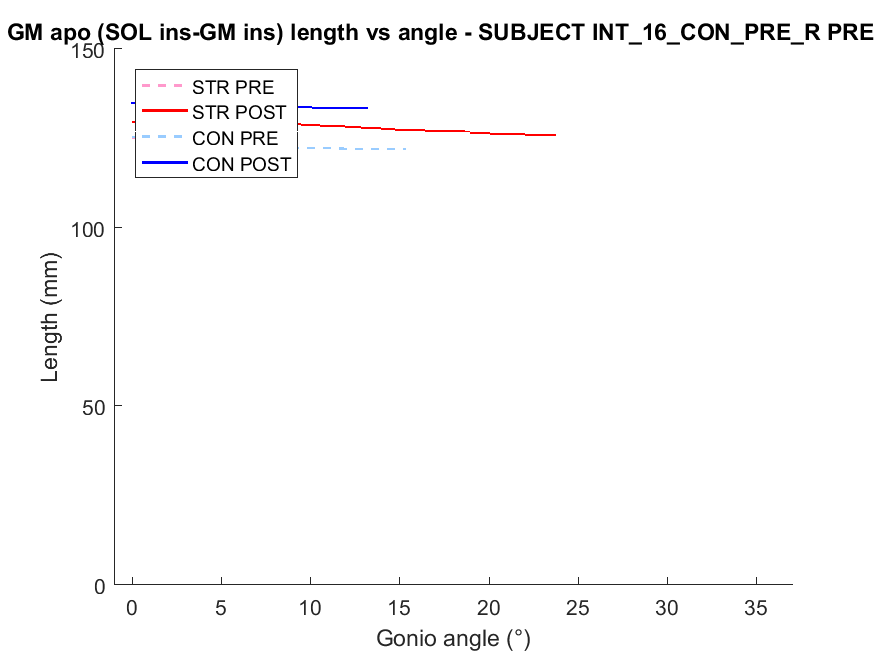 GM apo (SOL ins-GM ins) length vs angle - SUBJECT INT_16_CON_PRE_R PRE
150
STR PRE
STR POST
CON PRE
CON POST
100
50
0
Length (mm)
0 5 10 15 20 25 30 35
Gonio angle (°)